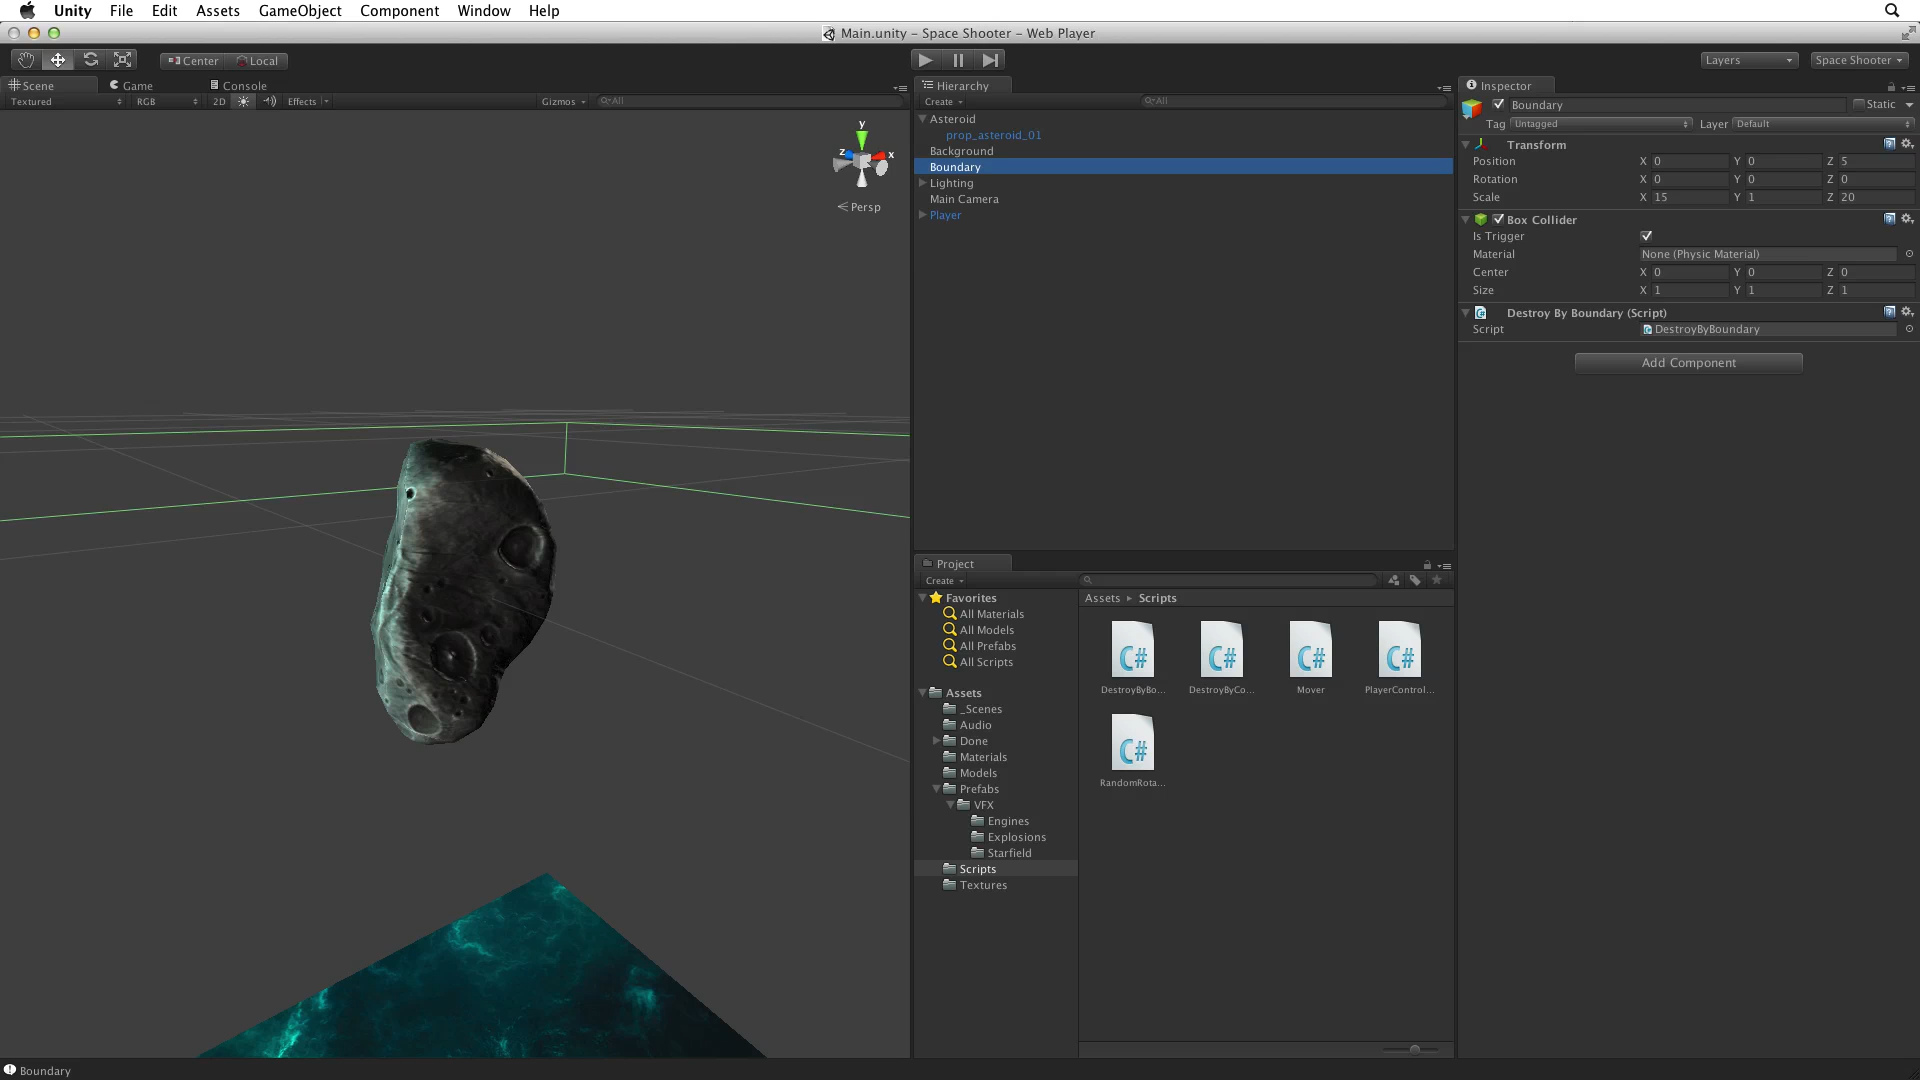 Unity File Edit Assets GameObject Component Window Help
Main.unity – Space Shooter – Web Player
Center Local
Layers Space Shooter
Scene Game Console
Textured RGB 2D Effects Gizmos All
y
z x
Persp
Hierarchy
Create All
Asteroid
prop_asteroid_01
Background
Boundary
Lighting
Main Camera
Player
Project
Create
Favorites
All Materials
All Models
All Prefabs
All Scripts
Assets
_Scenes
Audio
Done
Materials
Models
Prefabs
VFX
Engines
Explosions
Starfield
Scripts
Textures
Assets Scripts
C# C# C# C#
DestroyByBo... DestroyByCo... Mover PlayerControl...
C#
RandomRota...
Inspector
Boundary Static
Tag Untagged Layer Default
Transform
Position X 0 Y 0 Z 5
Rotation X 0 Y 0 Z 0
Scale X 15 Y 1 Z 20
Box Collider
Is Trigger
Material None (Physic Material)
Center X 0 Y 0 Z 0
Size X 1 Y 1 Z 1
Destroy By Boundary (Script)
Script DestroyByBoundary
Add Component
Boundary